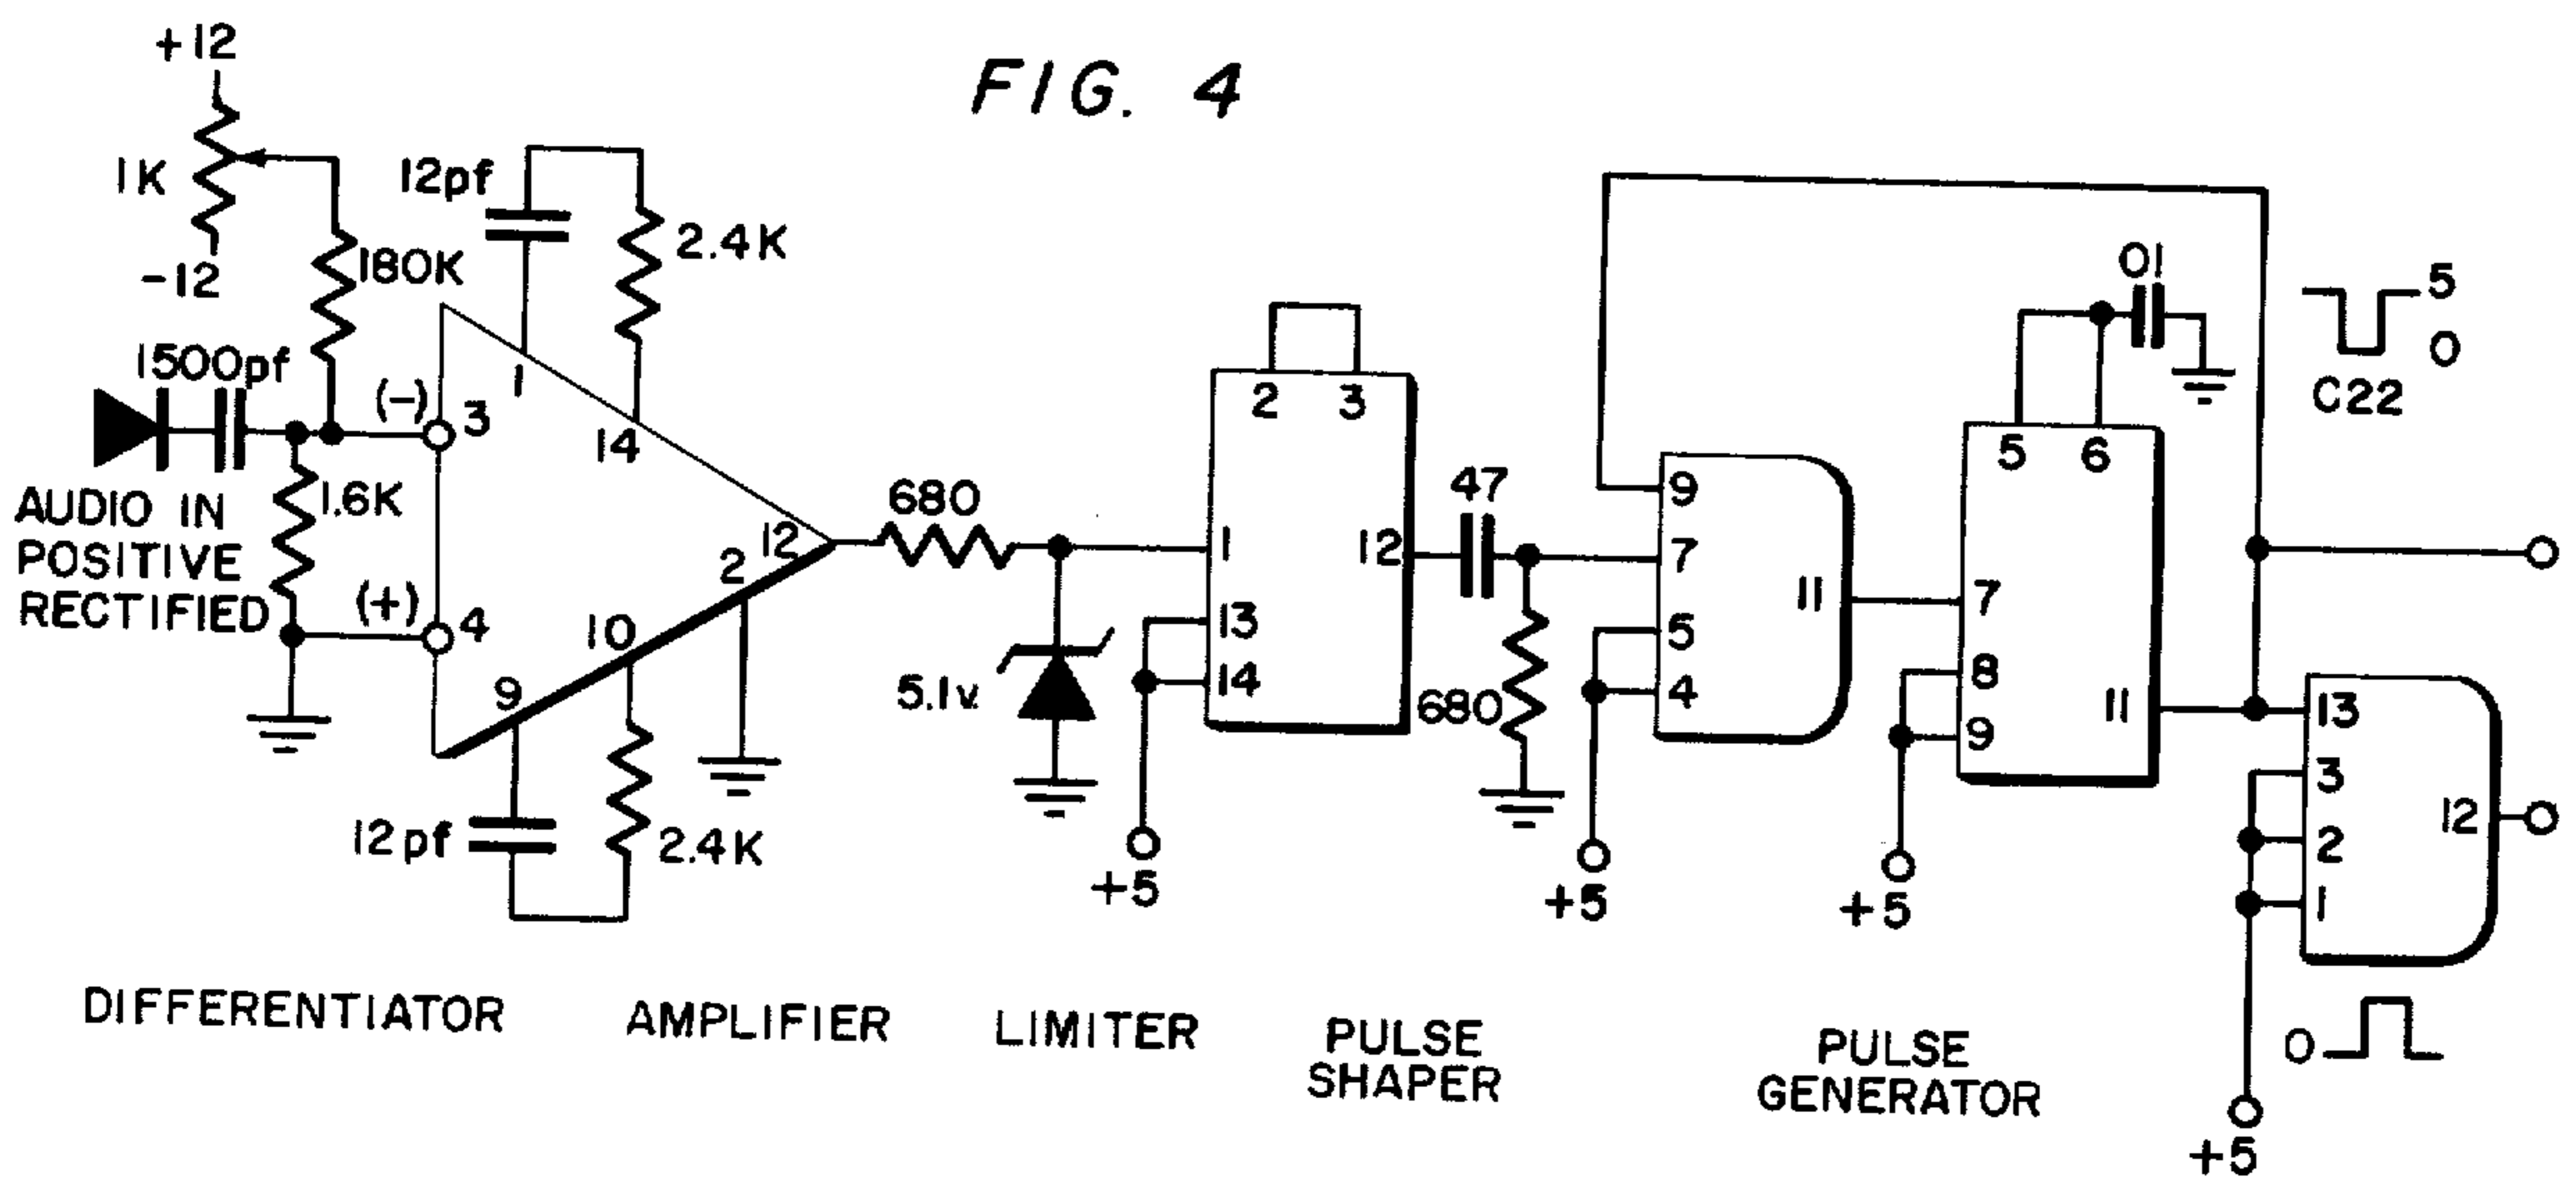 FIG. 4
+12
1K
-12
180K
12pf
2.4K
1500pf
(-)
3
1
14
1.6K
AUDIO IN
POSITIVE
RECTIFIED
(+)
4
9
10
2
12
12pf
2.4K
680
5.1v.
2 3
1
13
14
12
+5
47
680
9
7
5
4
11
+5
01
5 6
7
8
9
11
+5
5
0
C22
13
3
2
1
12
0
+5
DIFFERENTIATOR
AMPLIFIER
LIMITER
PULSE
SHAPER
PULSE
GENERATOR